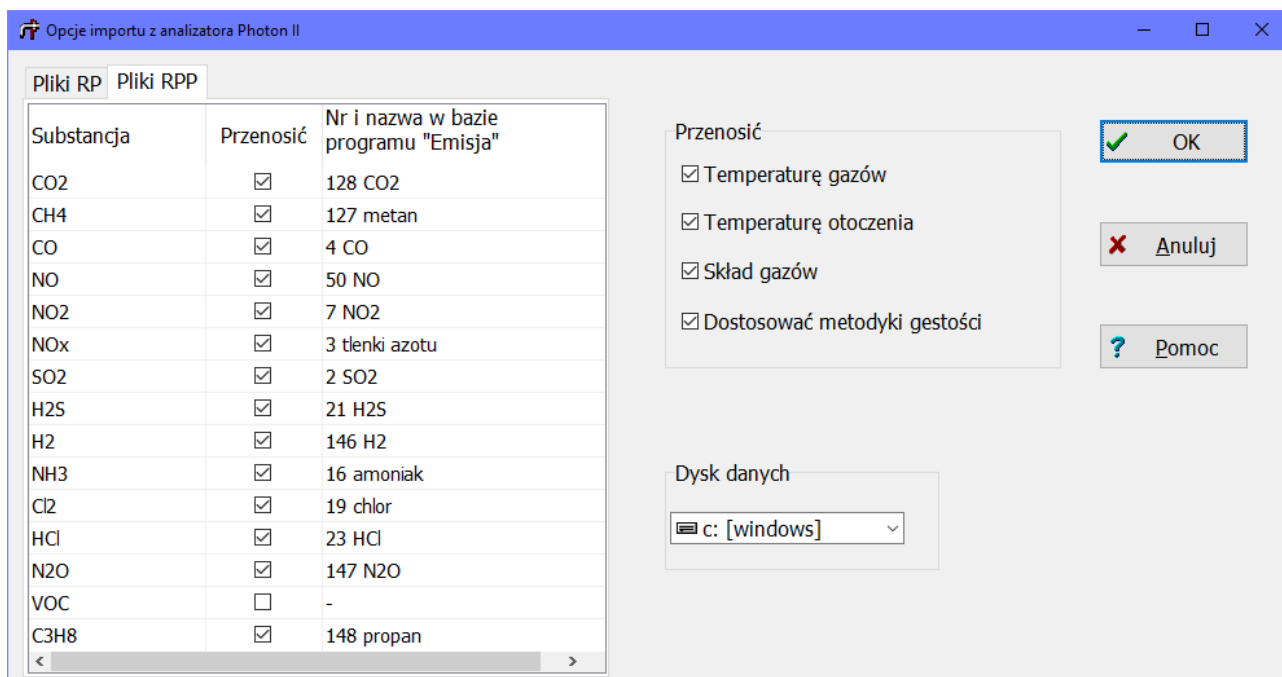 Opcje importu z analizatora Photon II
Pliki RP Pliki RPP
Substancja Przenosić Nr i nazwa w bazie
programu "Emisja"
CO2 128 CO2
CH4 127 metan
CO 4 CO
NO 50 NO
NO2 7 NO2
NOx 3 tlenki azotu
SO2 2 SO2
H2S 21 H2S
H2 146 H2
NH3 16 amoniak
Cl2 19 chlor
HCl 23 HCl
N2O 147 N2O
VOC -
C3H8 148 propan
Przenosić
Temperaturę gazów
Temperaturę otoczenia
Skład gazów
Dostosować metodyki gestości
Dysk danych
c: [windows]
OK
Anuluj
? Pomoc